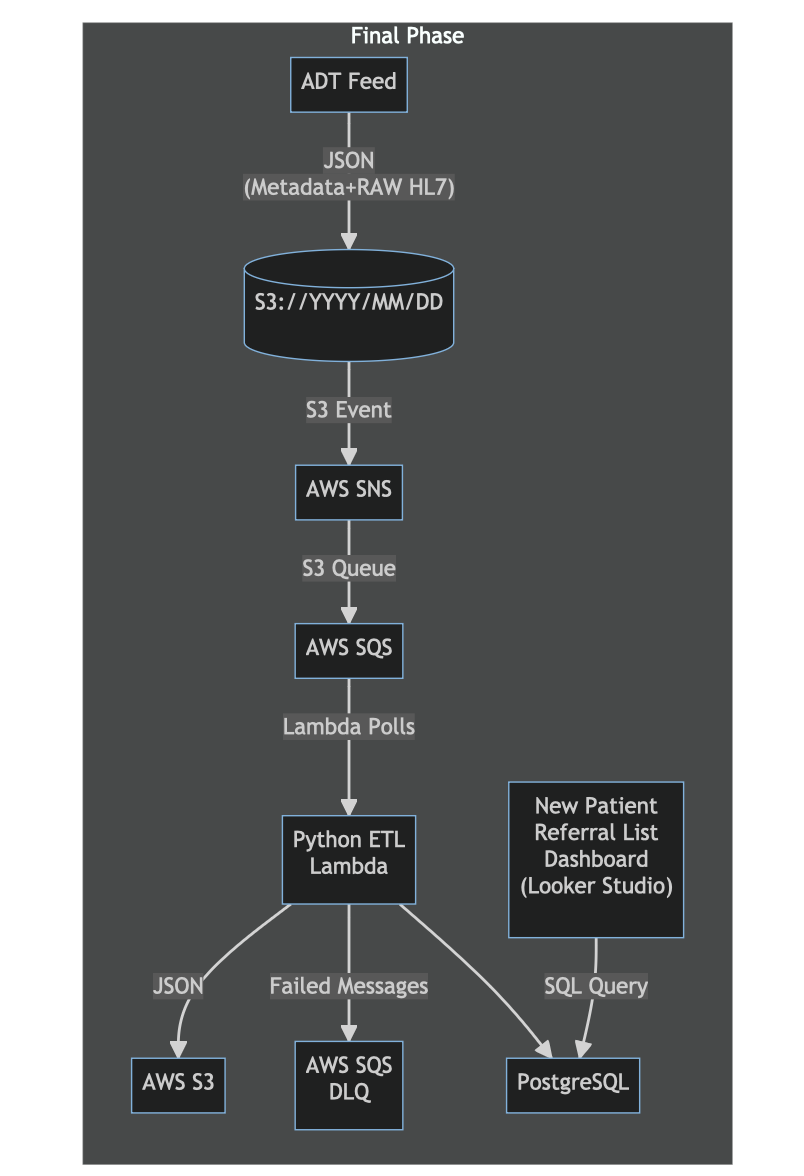 Final Phase
ADT Feed
JSON
(Metadata+RAW HL7)
S3://YYYY/MM/DD
S3 Event
AWS SNS
S3 Queue
AWS SQS
Lambda Polls
Python ETL
Lambda
New Patient
Referral List
Dashboard
(Looker Studio)
JSON
Failed Messages
SQL Query
AWS S3
AWS SQS
DLQ
PostgreSQL